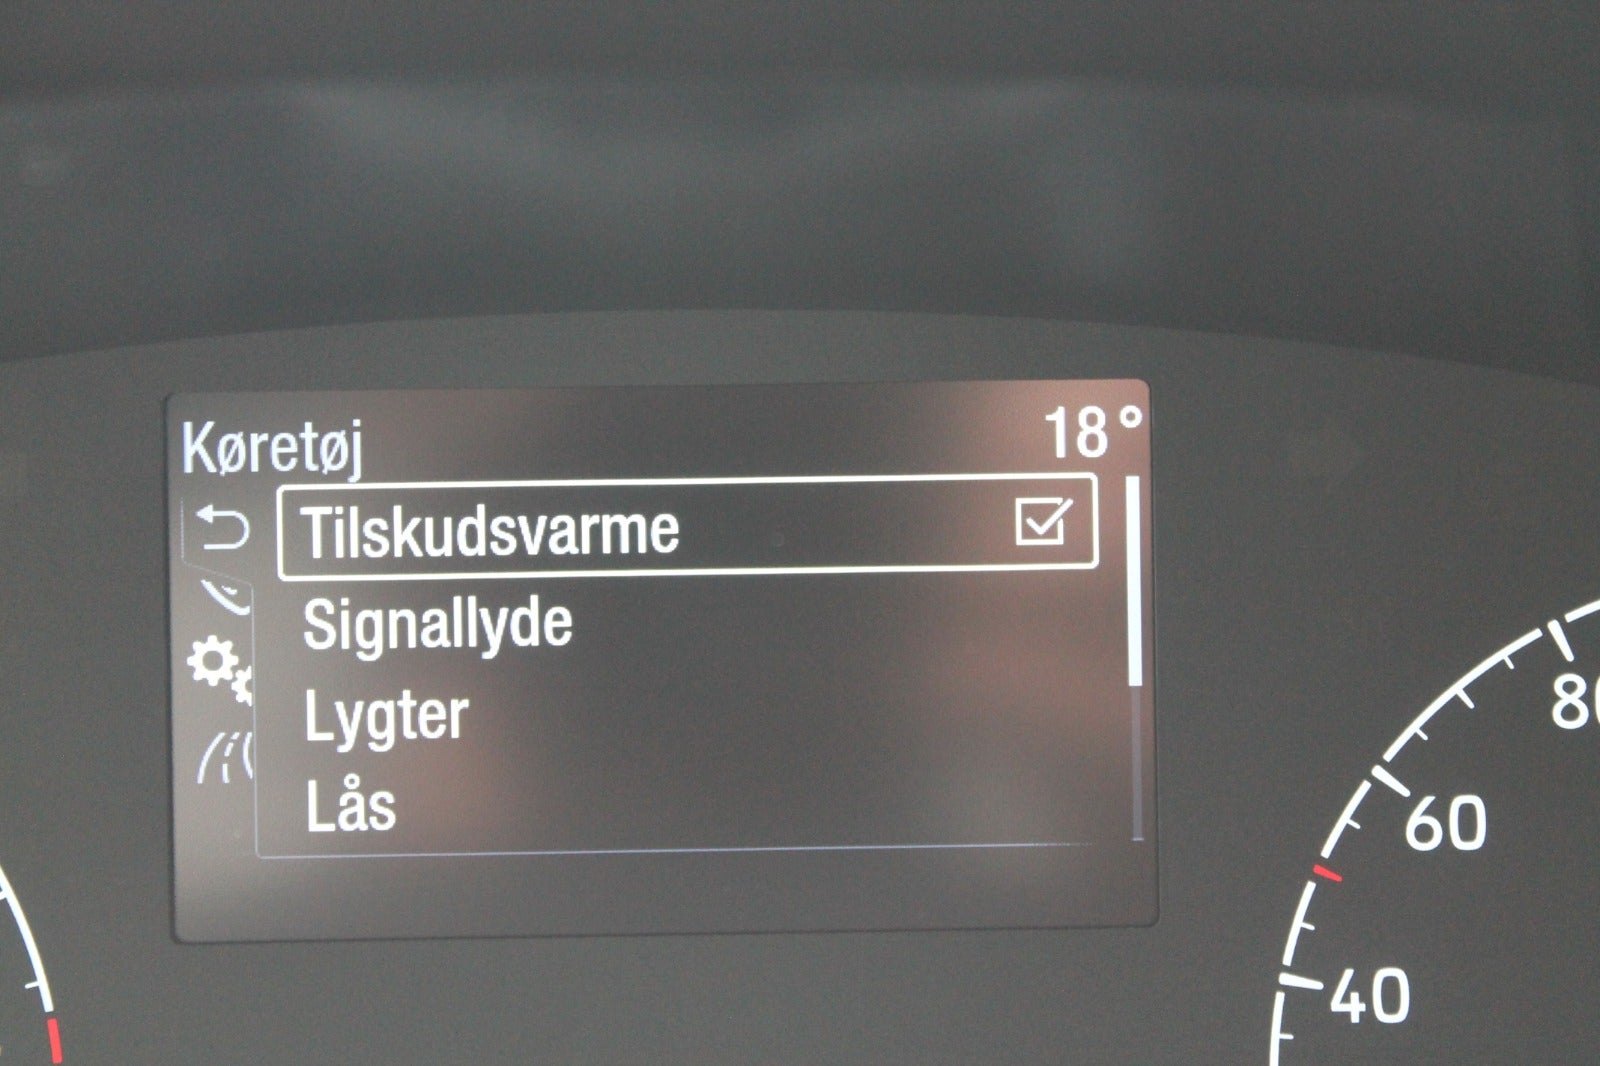 Køretøj 18°
Tilskudsvarme
Signallyde
Lygter
Lås
80
60
40